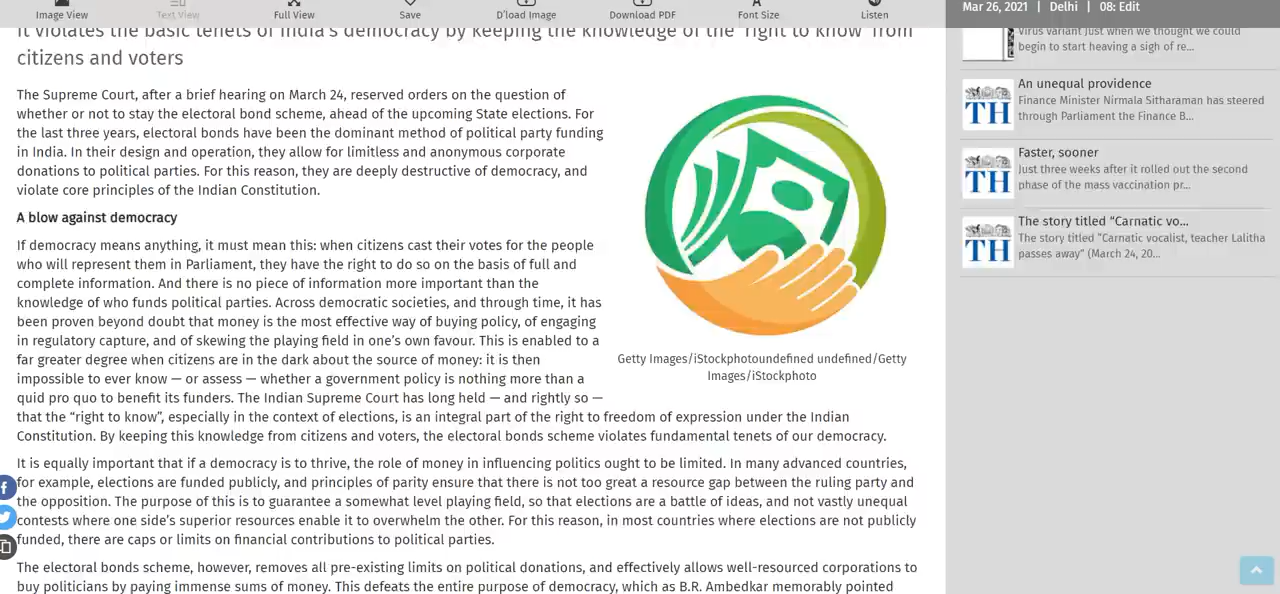 Image View
Text View
Full View
Save
D'load Image
Download PDF
Font Size
Listen
Mar 26, 2021 | Delhi | 08: Edit
it violates the basic tenets of India's democracy by keeping the knowledge of the 'right to know' from
citizens and voters
The Supreme Court, after a brief hearing on March 24, reserved orders on the question of
whether or not to stay the electoral bond scheme, ahead of the upcoming State elections. For
the last three years, electoral bonds have been the dominant method of political party funding
in India. In their design and operation, they allow for limitless and anonymous corporate
donations to political parties. For this reason, they are deeply destructive of democracy, and
violate core principles of the Indian Constitution.
A blow against democracy
If democracy means anything, it must mean this: when citizens cast their votes for the people
who will represent them in Parliament, they have the right to do so on the basis of full and
complete information. And there is no piece of information more important than the
knowledge of who funds political parties. Across democratic societies, and through time, it has
been proven beyond doubt that money is the most effective way of buying policy, of engaging
in regulatory capture, and of skewing the playing field in one's own favour. This is enabled to a
far greater degree when citizens are in the dark about the source of money: it is then
impossible to ever know — or assess — whether a government policy is nothing more than a
quid pro quo to benefit its funders. The Indian Supreme Court has long held — and rightly so —
that the "right to know", especially in the context of elections, is an integral part of the right to freedom of expression under the Indian
Constitution. By keeping this knowledge from citizens and voters, the electoral bonds scheme violates fundamental tenets of our democracy.
It is equally important that if a democracy is to thrive, the role of money in influencing politics ought to be limited. In many advanced countries,
for example, elections are funded publicly, and principles of parity ensure that there is not too great a resource gap between the ruling party and
the opposition. The purpose of this is to guarantee a somewhat level playing field, so that elections are a battle of ideas, and not vastly unequal
contests where one side's superior resources enable it to overwhelm the other. For this reason, in most countries where elections are not publicly
funded, there are caps or limits on financial contributions to political parties.
The electoral bonds scheme, however, removes all pre-existing limits on political donations, and effectively allows well-resourced corporations to
buy politicians by paying immense sums of money. This defeats the entire purpose of democracy, which as B.R. Ambedkar memorably pointed
Getty Images/iStockphotoundefined undefined/Getty
Images/iStockphoto
Virus variant Just when we thought we could
begin to start heaving a sigh of re...
TH
An unequal providence
Finance Minister Nirmala Sitharaman has steered
through Parliament the Finance B...
TH
Faster, sooner
Just three weeks after it rolled out the second
phase of the mass vaccination pr...
TH
The story titled "Carnatic vo...
The story titled "Carnatic vocalist, teacher Lalitha
passes away" (March 24, 20...